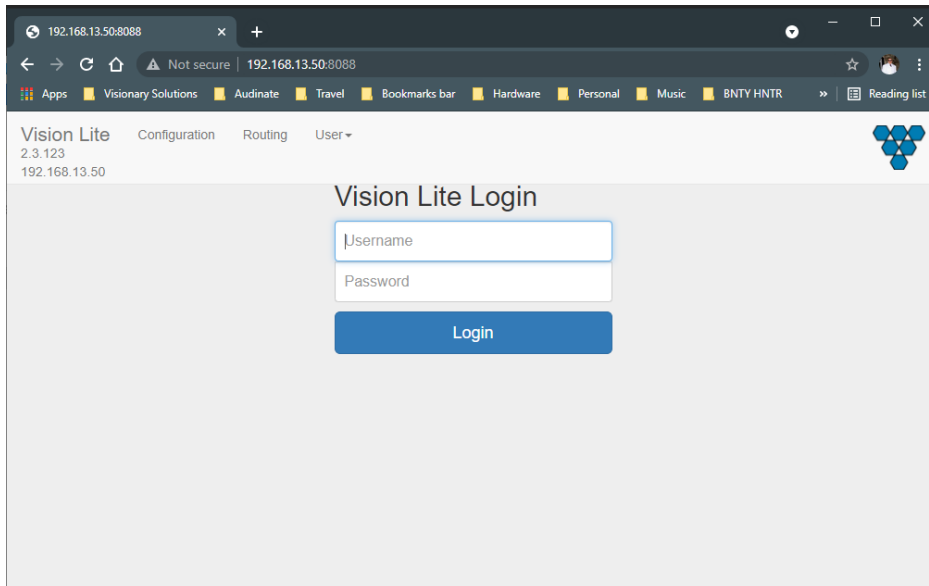 192.168.13.50:8088
Not secure | 192.168.13.50:8088
Apps Visionary Solutions Audinate Travel Bookmarks bar Hardware Personal Music BNTY HNTR » Reading list
Vision Lite Configuration Routing User
2.3.123
192.168.13.50
Vision Lite Login
Username
Password
Login